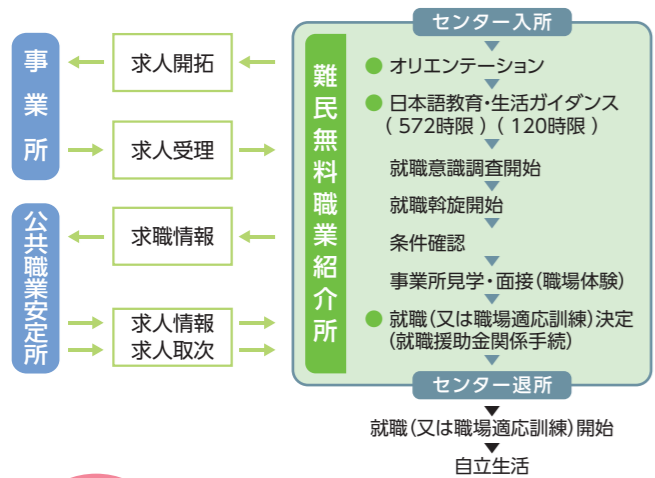 事業所
求人開拓
求人受理
公共職業安定所
求職情報
求人情報
求人取次
難民無料職業紹介所
センター入所
オリエンテーション
日本語教育・生活ガイダンス
(572時限)(120時限)
就職意識調査開始
就職斡旋開始
条件確認
事業所見学・面接(職場体験)
就職(又は職場適応訓練)決定
(就職援助金関係手続)
センター退所
就職(又は職場適応訓練)開始
自立生活